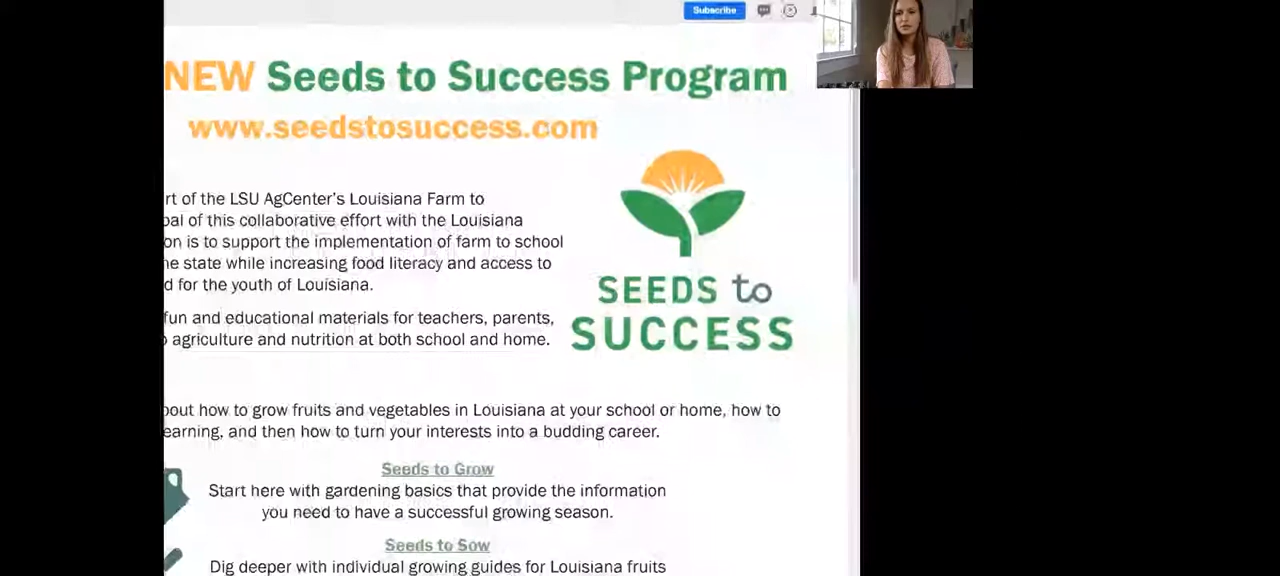 Subscribe
NEW Seeds to Success Program
www.seedstosuccess.com
rt of the LSU AgCenter's Louisiana Farm to
oal of this collaborative effort with the Louisiana
on is to support the implementation of farm to school
he state while increasing food literacy and access to
d for the youth of Louisiana.
fun and educational materials for teachers, parents,
agriculture and nutrition at both school and home.
SEEDS to
SUCCESS
bout how to grow fruits and vegetables in Louisiana at your school or home, how to
earning, and then how to turn your interests into a budding career.
Seeds to Grow
Start here with gardening basics that provide the information
you need to have a successful growing season.
Seeds to Sow
Dig deeper with individual growing guides for Louisiana fruits